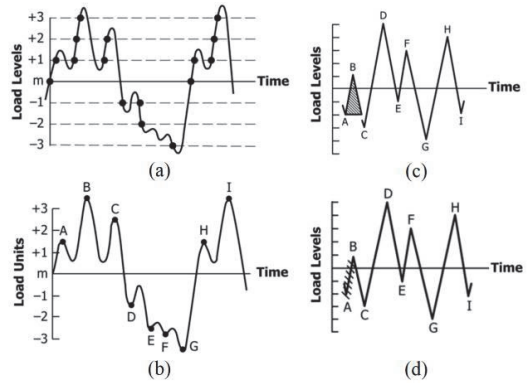 Load Levels
+3
+2
+1
m
−1
−2
−3
Time
(a)
Load Levels
A
B
C
D
E
F
G
H
I
Time
(c)
Load Units
+3
+2
+1
m
−1
−2
−3
A
B
C
D
E
F
G
H
I
Time
(b)
Load Levels
A
B
C
D
E
F
G
H
I
Time
(d)